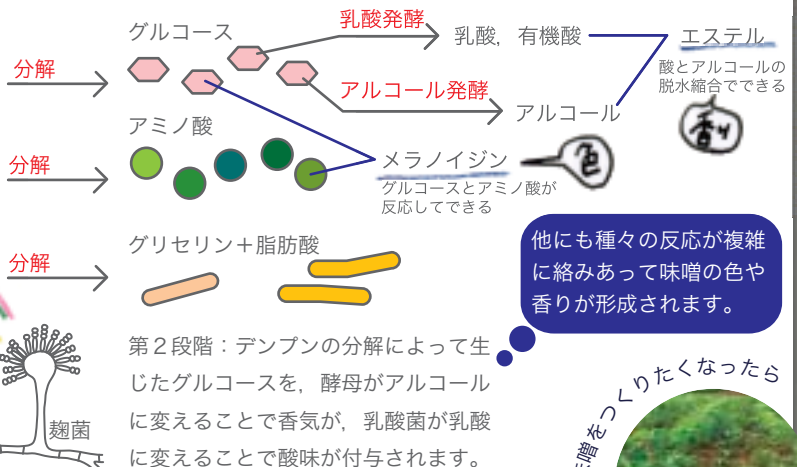 グルコース
乳酸発酵
乳酸，有機酸
エステル
酸とアルコールの
脱水縮合でできる
香り
分解
アルコール発酵
アルコール
アミノ酸
分解
メラノイジン
色
グルコースとアミノ酸が
反応してできる
グリセリン＋脂肪酸
分解
他にも種々の反応が複雑
に絡みあって味噌の色や
香りが形成されます。
第２段階：デンプンの分解によって生
じたグルコースを，酵母がアルコール
に変えることで香気が，乳酸菌が乳酸
に変えることで酸味が付与されます。
麹菌
味噌をつくりたくなったら